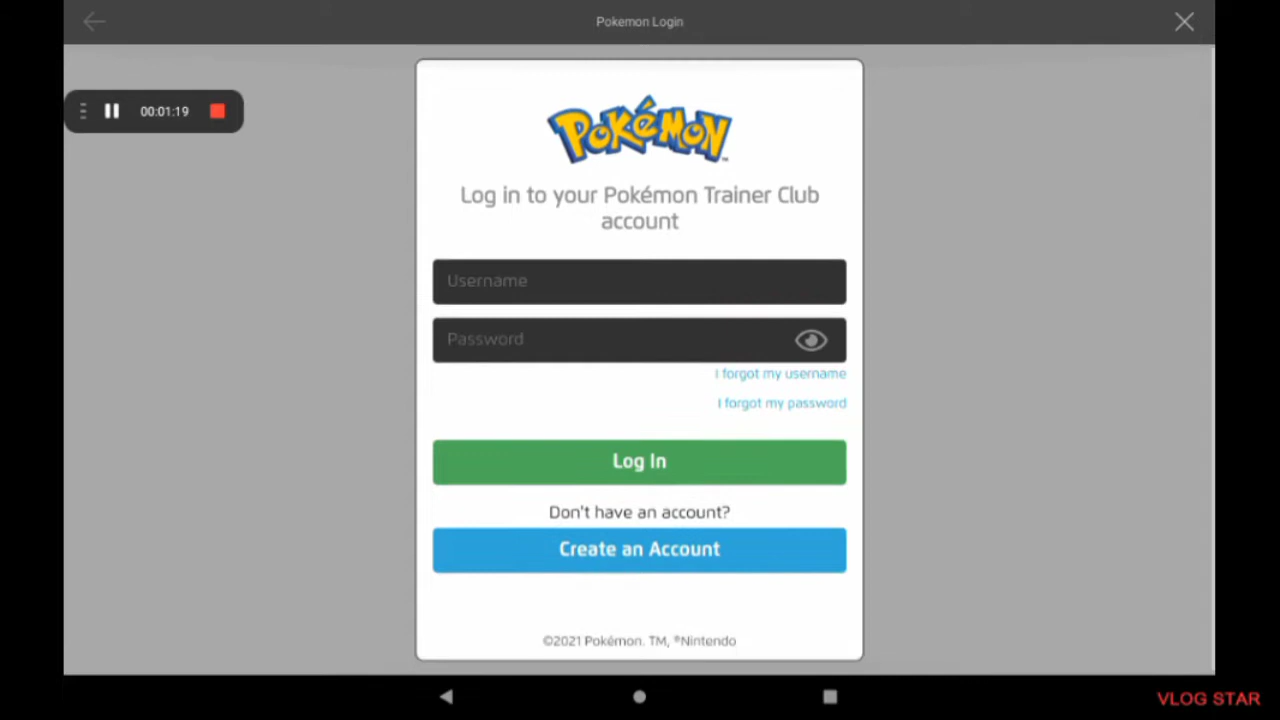 Pokemon Login
00:01:19
POKéMON
TM
Log in to your Pokémon Trainer Club
account
Username
Password
I forgot my username
I forgot my password
Log In
Don't have an account?
Create an Account
©2021 Pokémon. TM, ®Nintendo
VLOG STAR